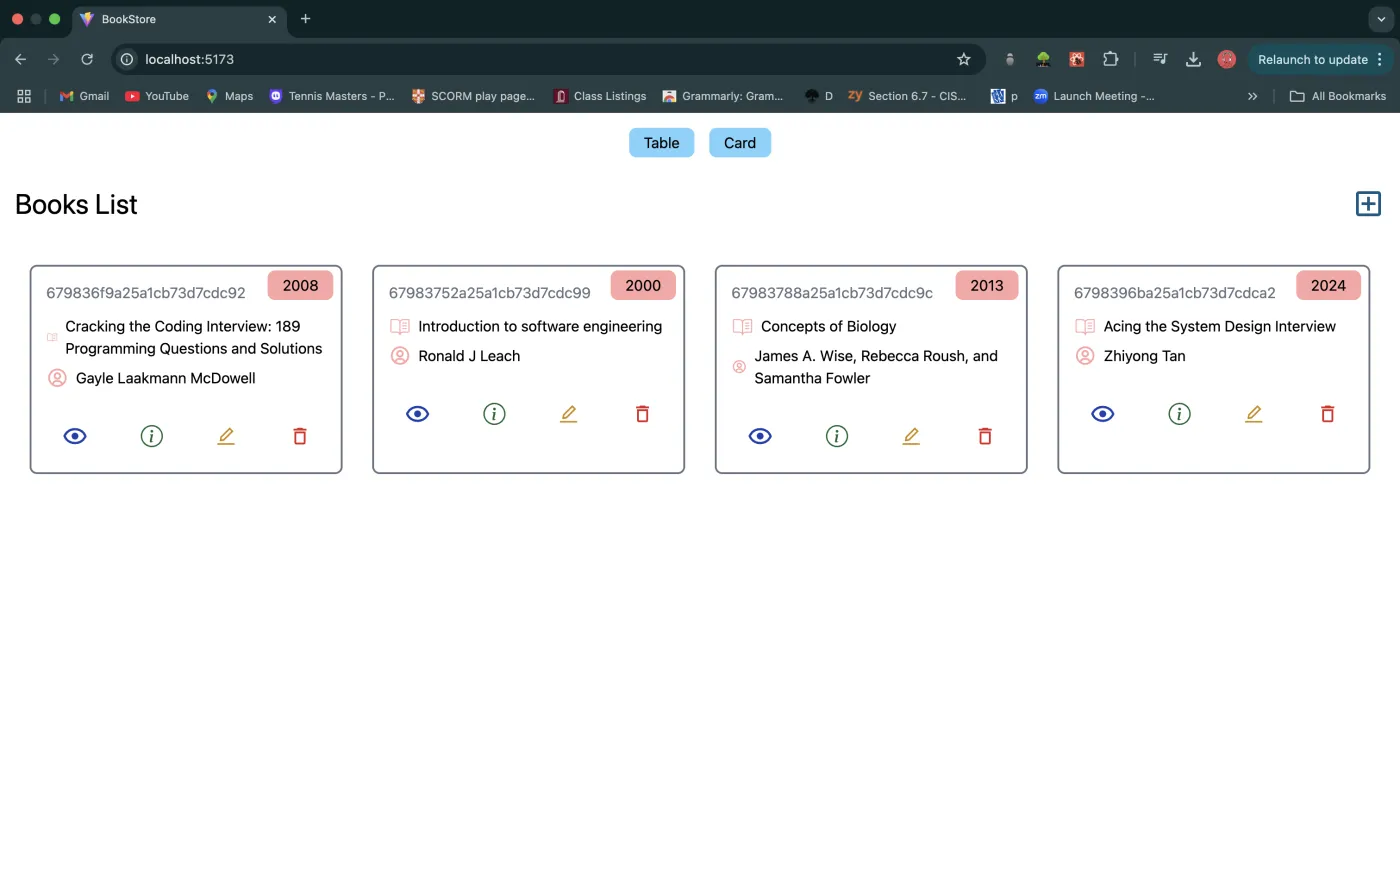 BookStore
localhost:5173
Relaunch to update
Gmail
YouTube
Maps
Tennis Masters - P...
SCORM play page...
Class Listings
Grammarly: Gram...
D
zy Section 6.7 - CIS...
p
zm Launch Meeting -...
All Bookmarks
Table
Card
Books List
679836f9a25a1cb73d7cdc92
2008
Cracking the Coding Interview: 189
Programming Questions and Solutions
Gayle Laakmann McDowell
67983752a25a1cb73d7cdc99
2000
Introduction to software engineering
Ronald J Leach
67983788a25a1cb73d7cdc9c
2013
Concepts of Biology
James A. Wise, Rebecca Roush, and
Samantha Fowler
6798396ba25a1cb73d7cdca2
2024
Acing the System Design Interview
Zhiyong Tan